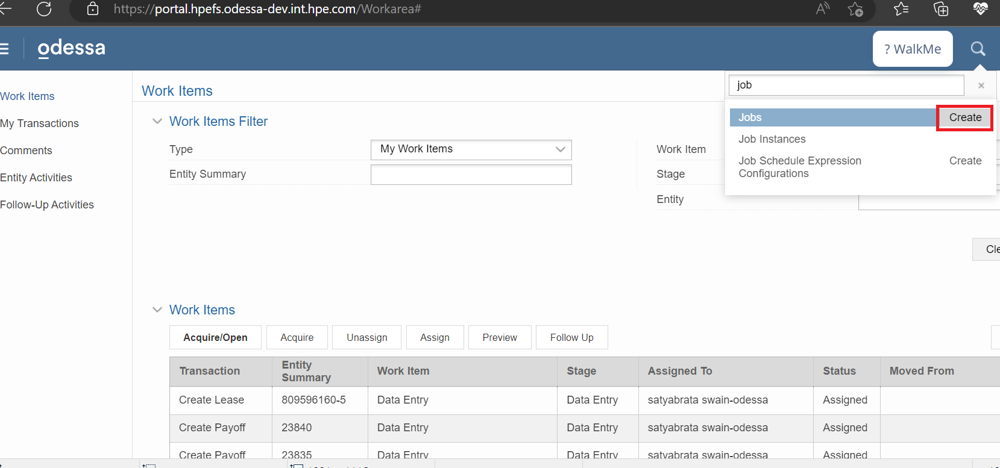 https://portal.hpefs.odessa-dev.int.hpe.com/Workarea#
odessa
? WalkMe
job
Jobs Create
Job Instances
Job Schedule Expression Configurations Create
Work Items
My Transactions
Comments
Entity Activities
Follow-Up Activities
Work Items
Work Items Filter
Type My Work Items Work Item
Entity Summary Stage
Entity
Work Items
Acquire/Open Acquire Unassign Assign Preview Follow Up
Transaction Entity Summary Work Item Stage Assigned To Status Moved From
Create Lease 809596160-5 Data Entry Data Entry satyabrata swain-odessa Assigned
Create Payoff 23840 Data Entry Data Entry satyabrata swain-odessa Assigned
Create Payoff 23835 Data Entry Data Entry satyabrata swain-odessa Assigned